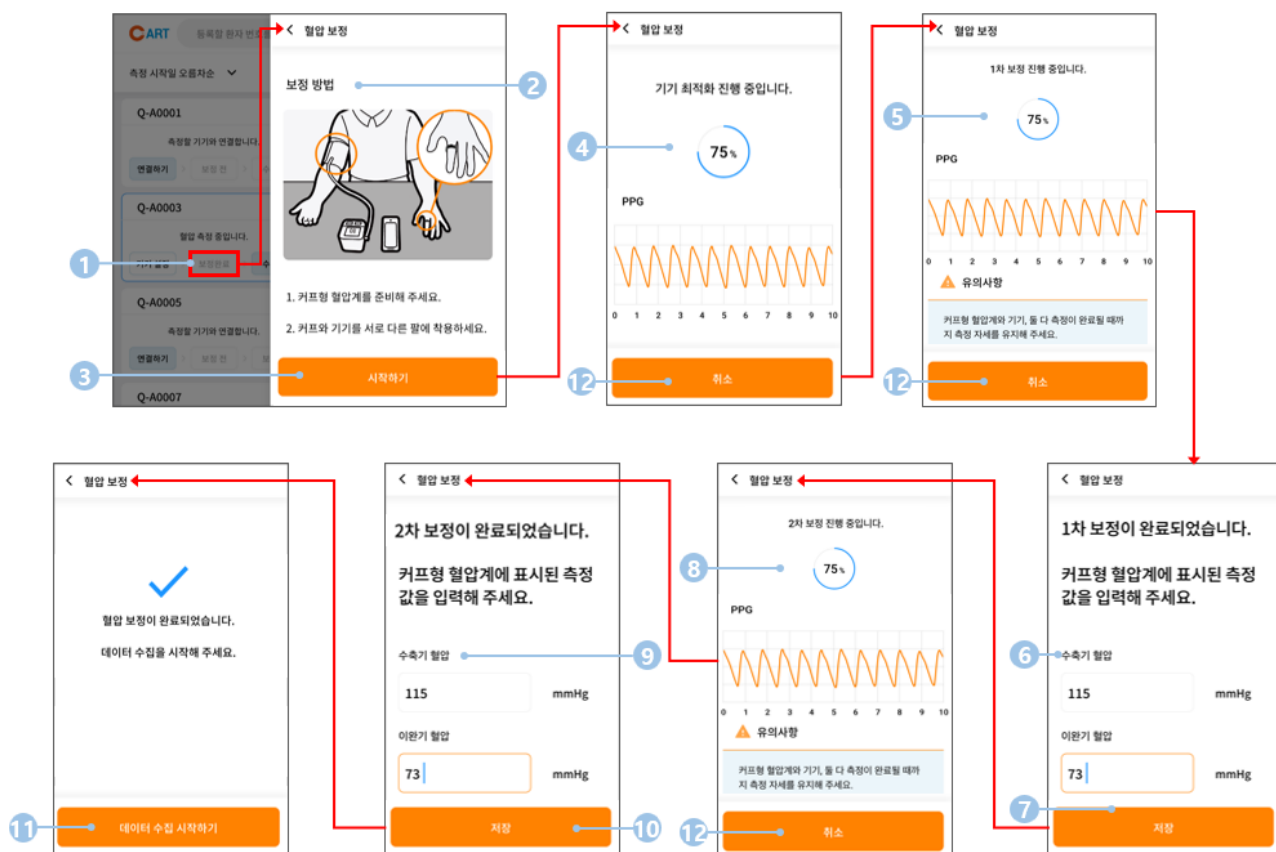 CART
등록할 환자 번호를
측정 시작일 오름차순
Q-A0001
측정할 기기와 연결합니다.
연결하기
보정 전
수
Q-A0003
혈압 측정 중입니다.
기기 설정
보정완료
수
Q-A0005
측정할 기기와 연결합니다.
연결하기
보정 전
Q-A0007
1
혈압 보정
보정 방법
2
1. 커프형 혈압계를 준비해 주세요.
2. 커프와 기기를 서로 다른 팔에 착용하세요.
3
시작하기
혈압 보정
기기 최적화 진행 중입니다.
4
75%
PPG
0 1 2 3 4 5 6 7 8 9 10
12
취소
혈압 보정
1차 보정 진행 중입니다.
5
75%
PPG
0 1 2 3 4 5 6 7 8 9 10
유의사항
커프형 혈압계와 기기, 둘 다 측정이 완료될 때까
지 측정 자세를 유지해 주세요.
12
취소
혈압 보정
혈압 보정이 완료되었습니다.
데이터 수집을 시작해 주세요.
11
데이터 수집 시작하기
혈압 보정
2차 보정이 완료되었습니다.
커프형 혈압계에 표시된 측정
값을 입력해 주세요.
수축기 혈압
9
115 mmHg
이완기 혈압
73 mmHg
저장
10
혈압 보정
2차 보정 진행 중입니다.
8
75%
PPG
0 1 2 3 4 5 6 7 8 9 10
유의사항
커프형 혈압계와 기기, 둘 다 측정이 완료될 때까
지 측정 자세를 유지해 주세요.
12
취소
혈압 보정
1차 보정이 완료되었습니다.
커프형 혈압계에 표시된 측정
값을 입력해 주세요.
6
수축기 혈압
115 mmHg
이완기 혈압
73 mmHg
7
저장